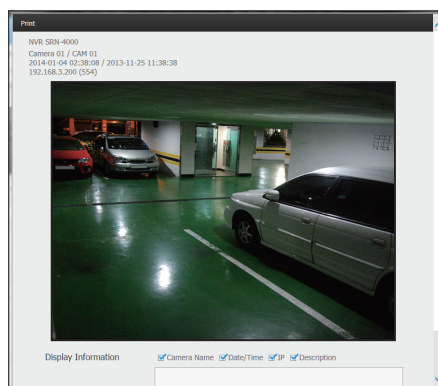 Print
NVR SRN-4000
Camera 01 / CAM 01
2014-01-04 02:38:08 / 2013-11-25 11:38:38
192.168.3.200 (554)
Display Information
Camera Name Date/Time IP Description